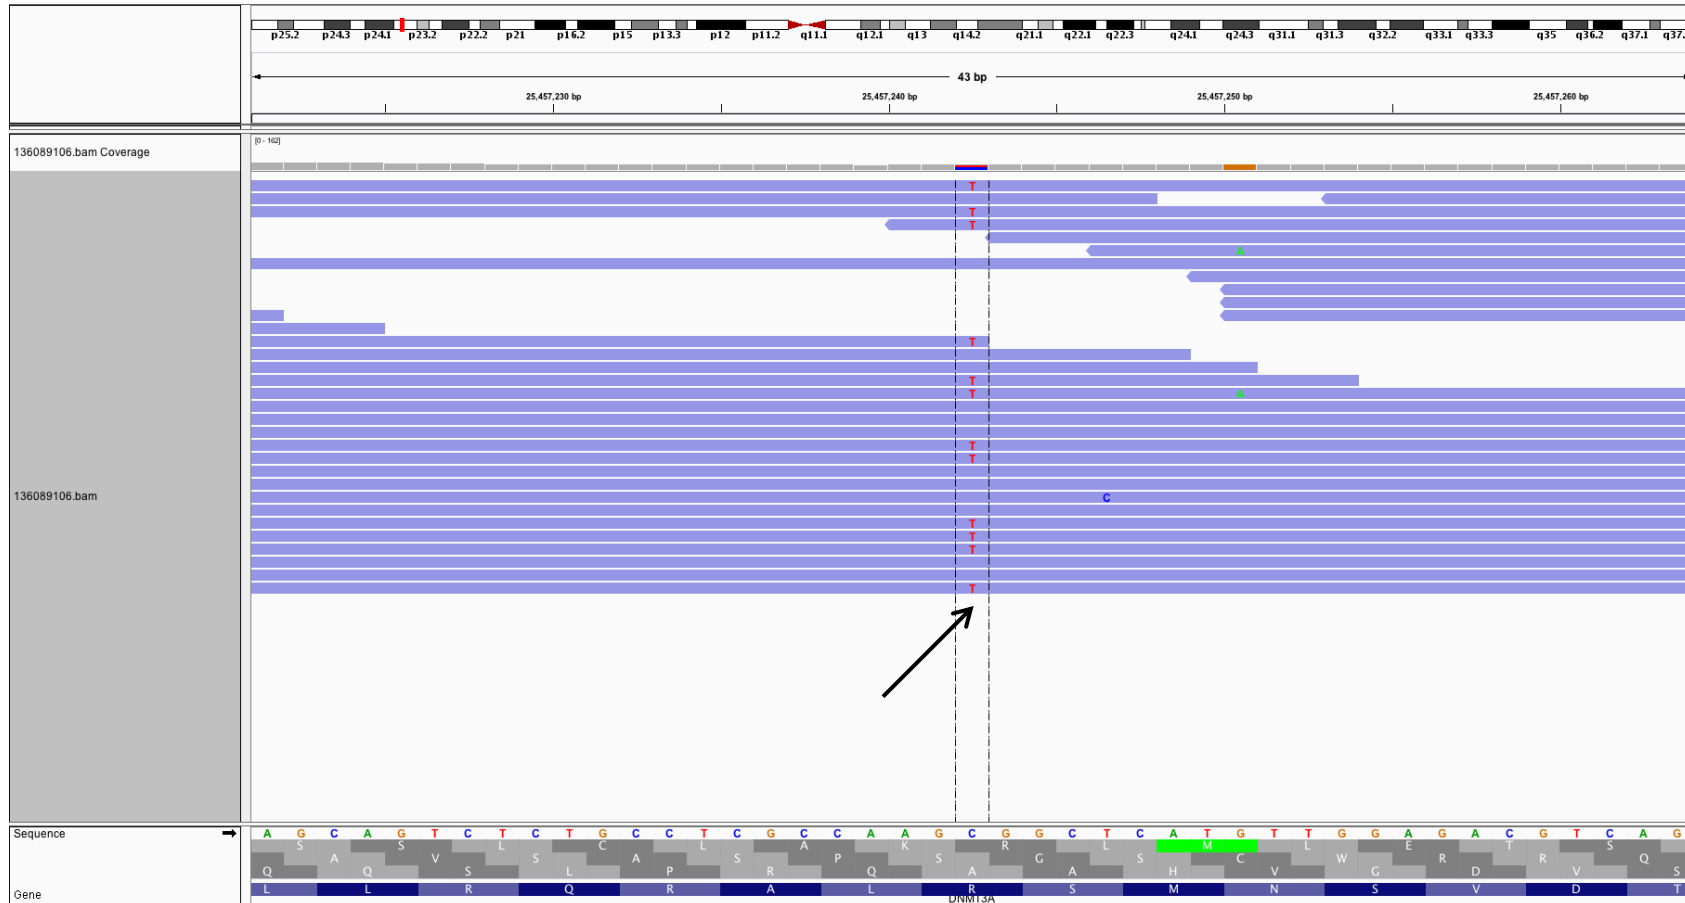 p25.2 p24.3 p24.1 p23.2 p22.2 p21 p16.2 p15 p13.3 p12 p11.2 q11.1 q12.1 q13 q14.2 q21.1 q22.1 q22.3 q24.1 q24.3 q31.1 q31.3 q32.2 q33.1 q33.3 q35 q36.2 q37.1 q37.
43 bp
25,457,230 bp 25,457,240 bp 25,457,250 bp 25,457,260 bp
[0 - 162]
136089106.bam Coverage
T
T
T
A
T
T
T A
T
T
136089106.bam C
T
T
T
T
Sequence A G C A G T C T C T G C C T C G C C A A G C G G C T C A T G T T G G A G A C G T C A G
S S L C L A K R L M L E T S
A V S A S P S G S C W R R Q
Q Q S L P R Q A A H V G D V S
Gene L L R Q R A L R S M N S V D T
DNMT3A